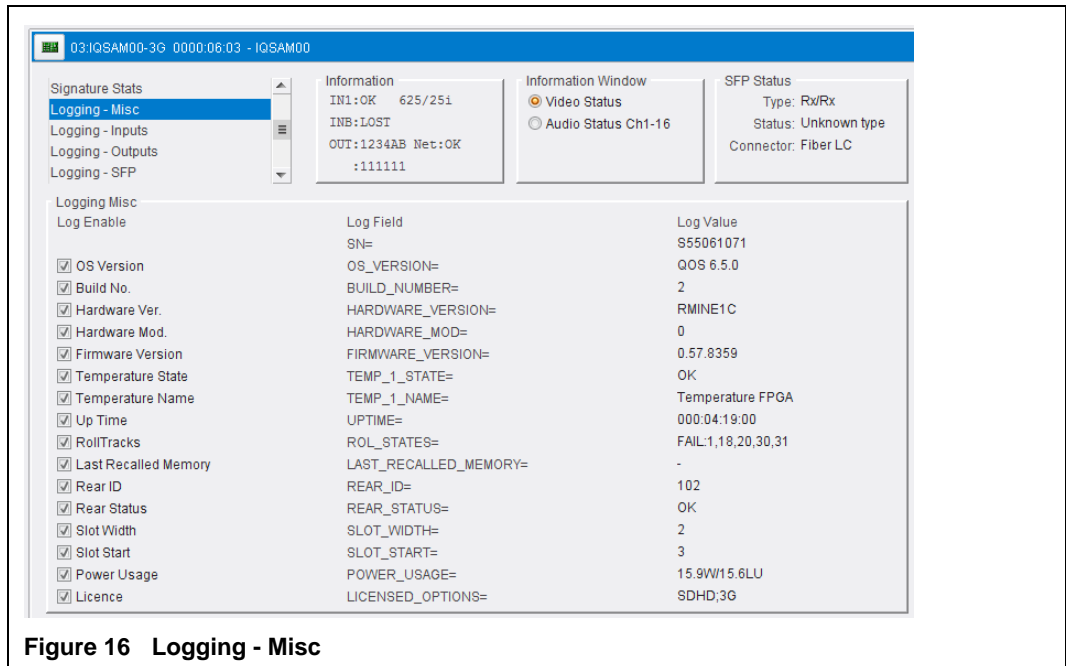 03:IQSAM00-3G 0000:06:03 - IQSAM00
Signature Stats
Logging - Misc
Logging - Inputs
Logging - Outputs
Logging - SFP
Information
IN1:OK 625/25i
INB:LOST
OUT:1234AB Net:OK
:111111
Information Window
Video Status
Audio Status Ch1-16
SFP Status
Type: Rx/Rx
Status: Unknown type
Connector: Fiber LC
Logging Misc
Log Enable Log Field Log Value
SN= S55061071
OS Version OS_VERSION= QOS 6.5.0
Build No. BUILD_NUMBER= 2
Hardware Ver. HARDWARE_VERSION= RMINE1C
Hardware Mod. HARDWARE_MOD= 0
Firmware Version FIRMWARE_VERSION= 0.57.8359
Temperature State TEMP_1_STATE= OK
Temperature Name TEMP_1_NAME= Temperature FPGA
Up Time UPTIME= 000:04:19:00
RollTracks ROL_STATES= FAIL:1,18,20,30,31
Last Recalled Memory LAST_RECALLED_MEMORY= -
Rear ID REAR_ID= 102
Rear Status REAR_STATUS= OK
Slot Width SLOT_WIDTH= 2
Slot Start SLOT_START= 3
Power Usage POWER_USAGE= 15.9W/15.6LU
Licence LICENSED_OPTIONS= SDHD;3G
Figure 16 Logging - Misc